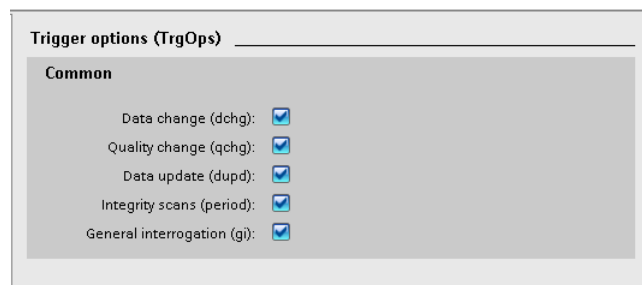 Trigger options (TrgOps)
Common
Data change (dchg):
Quality change (qchg):
Data update (dupd):
Integrity scans (period):
General interrogation (gi):